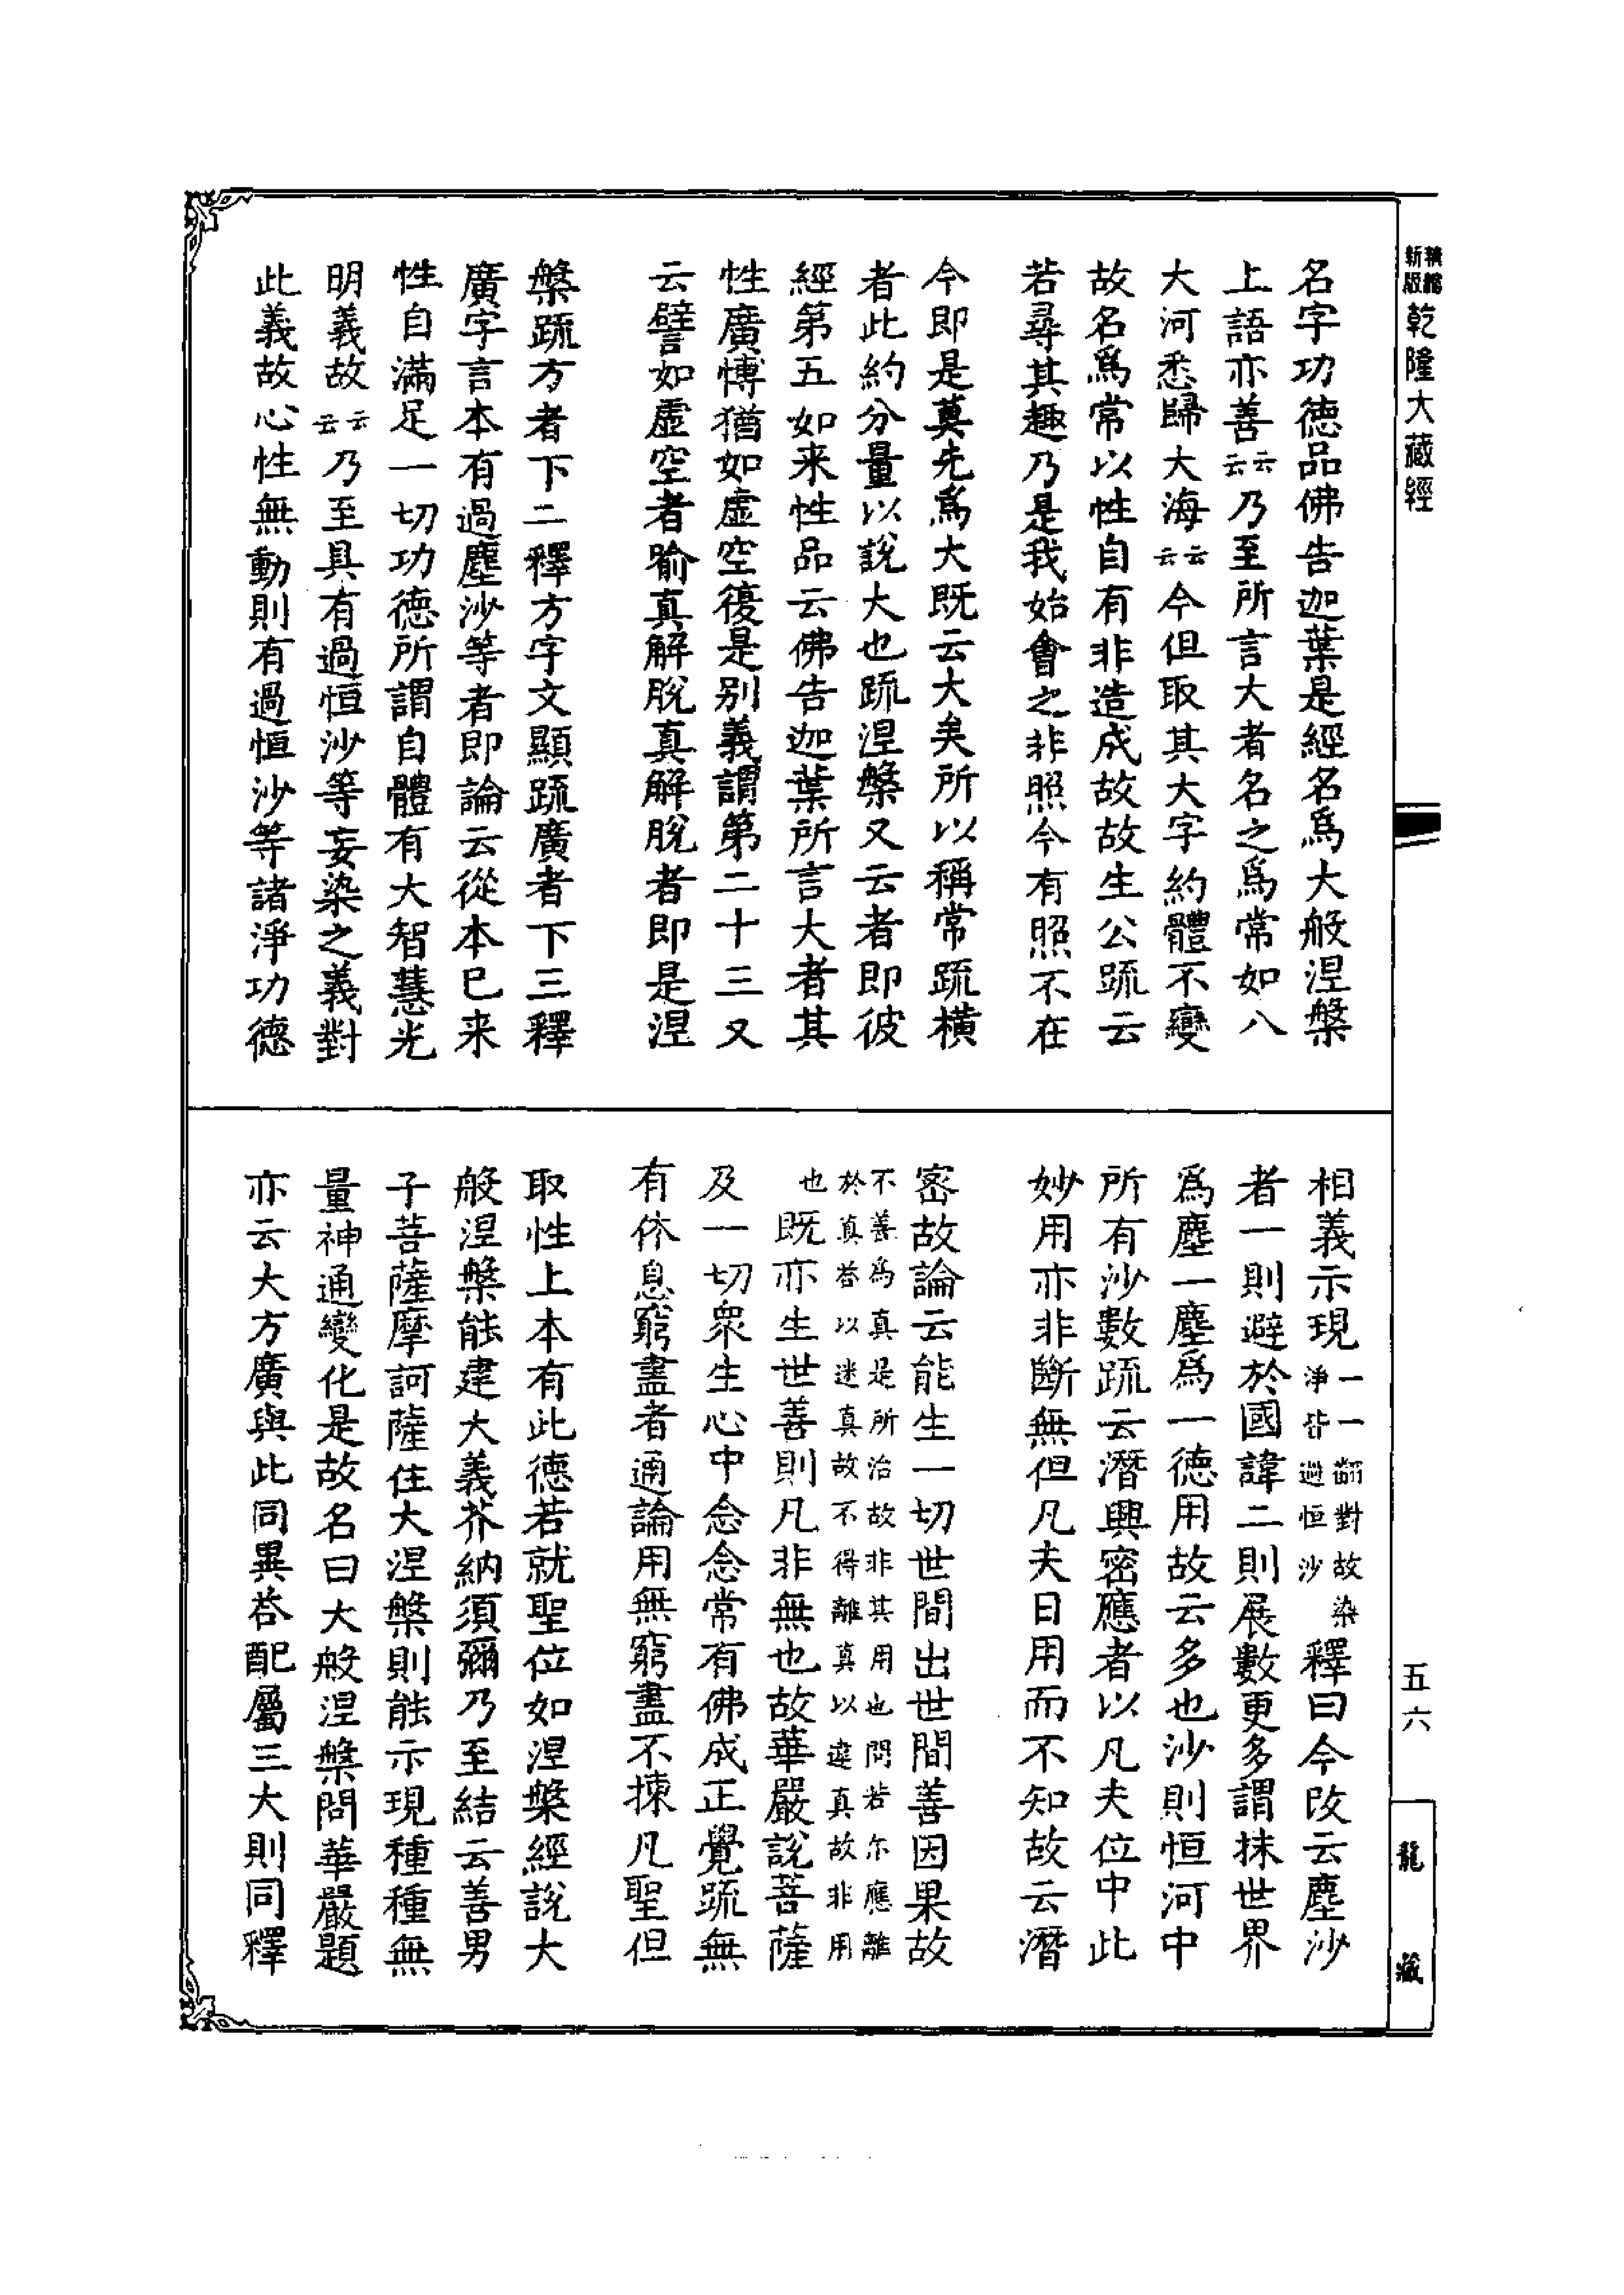 新版精縮
乾隆大藏經
名字功德品佛告迦葉是經名爲大般涅槃
上語亦善云云乃至所言大者名之爲常如八
大河悉歸大海云云今但取其大字約體不變
故名爲常以性自有非造成故故生公疏云
若尋其趣乃是我始會之非照今有照不在
今即是莫先爲大既云大矣所以稱常疏橫
者此約分量以說大也疏涅槃又云者即彼
經第五如来性品云佛告迦葉所言大者其
性廣博猶如虛空復是別義謂第二十三又
云譬如虛空者喻真解脫真解脫者即是涅
槃疏方者下二釋方字文顯疏廣者下三釋
廣字言本有過塵沙等者即論云從本已来
性自滿足一切功德所謂自體有大智慧光
明義故云云乃至具有過恒沙等妄染之義對
此義故心性無動則有過恒沙等諸淨功德
相義示現一一翻對故染淨皆過恒沙釋曰今改云塵沙
者一則避於國諱二則展數更多謂抹世界
爲塵一塵爲一德用故云多也沙則恒河中
所有沙數疏云潛興密應者以凡夫位中此
妙用亦非斷無但凡夫日用而不知故云潛
密故論云能生一切世間出世間善因果故
不善爲真是所治故非其用也問若尔應離
於真答以迷真故不得離真以違真故非用
也既亦生世善則凡非無也故華嚴說菩薩
及一切衆生心中念念常有佛成正覺疏無
有休息窮盡者通論用無窮盡不揀凡聖但
取性上本有此德若就聖位如涅槃經說大
般涅槃能建大義芥納須彌乃至結云善男
子菩薩摩訶薩住大涅槃則能示現種種無
量神通變化是故名曰大般涅槃問華嚴題
亦云大方廣與此同異答配屬三大則同釋
五六
龍藏